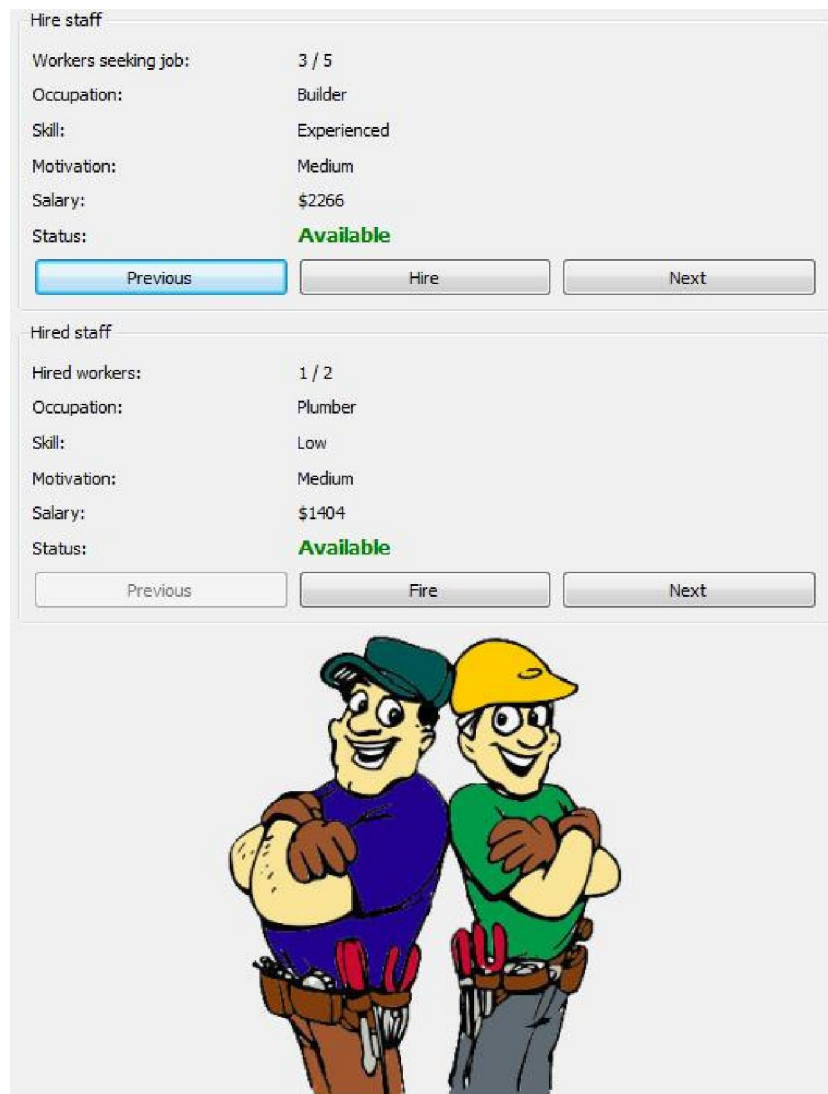 Hire staff
Workers seeking job: 3 / 5
Occupation: Builder
Skill: Experienced
Motivation: Medium
Salary: $2266
Status: Available
Previous Hire Next
Hired staff
Hired workers: 1 / 2
Occupation: Plumber
Skill: Low
Motivation: Medium
Salary: $1404
Status: Available
Previous Fire Next